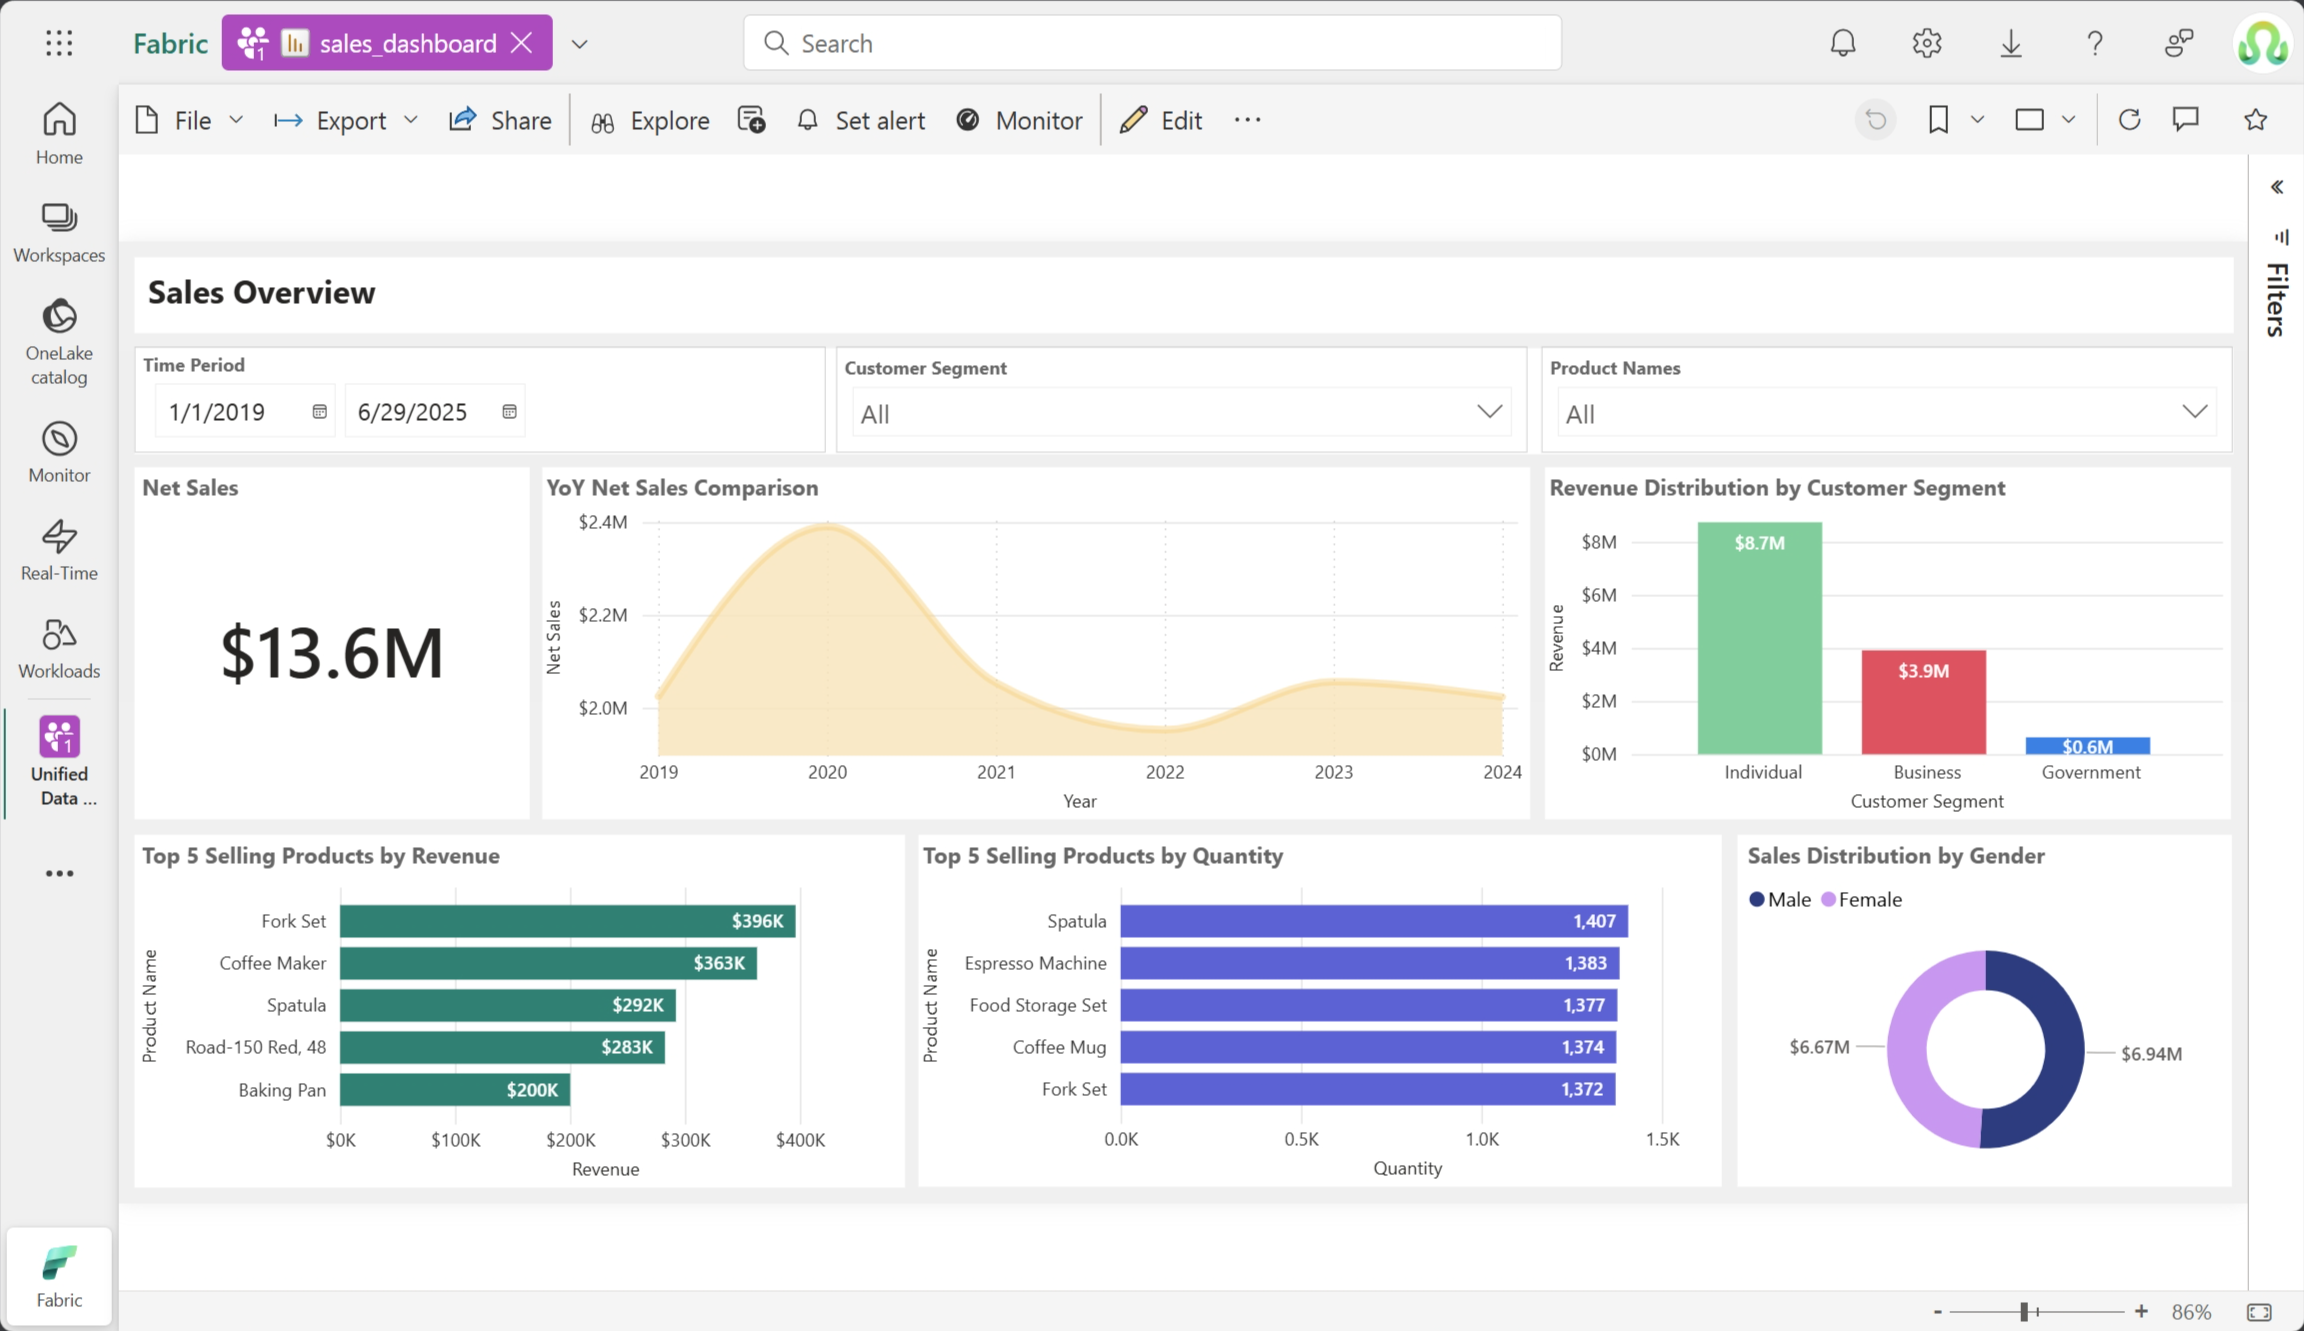 Fabric
1
sales_dashboard
Search
File
Export
Share
Explore
Set alert
Monitor
Edit
Home
Workspaces
OneLake
catalog
Monitor
Real-Time
Workloads
1
Unified
Data ...
Fabric
Filters
Sales Overview
Time Period
1/1/2019
6/29/2025
Customer Segment
All
Product Names
All
Net Sales
$13.6M
YoY Net Sales Comparison
$2.4M
$2.2M
$2.0M
Net Sales
2019 2020 2021 2022 2023 2024
Year
Revenue Distribution by Customer Segment
$8M
$6M
$4M
$2M
$0M
Revenue
$8.7M
$3.9M
$0.6M
Individual Business Government
Customer Segment
Top 5 Selling Products by Revenue
Product Name
Fork Set $396K
Coffee Maker $363K
Spatula $292K
Road-150 Red, 48 $283K
Baking Pan $200K
$0K $100K $200K $300K $400K
Revenue
Top 5 Selling Products by Quantity
Product Name
Spatula 1,407
Espresso Machine 1,383
Food Storage Set 1,377
Coffee Mug 1,374
Fork Set 1,372
0.0K 0.5K 1.0K 1.5K
Quantity
Sales Distribution by Gender
Male Female
$6.67M
$6.94M
- + 86%